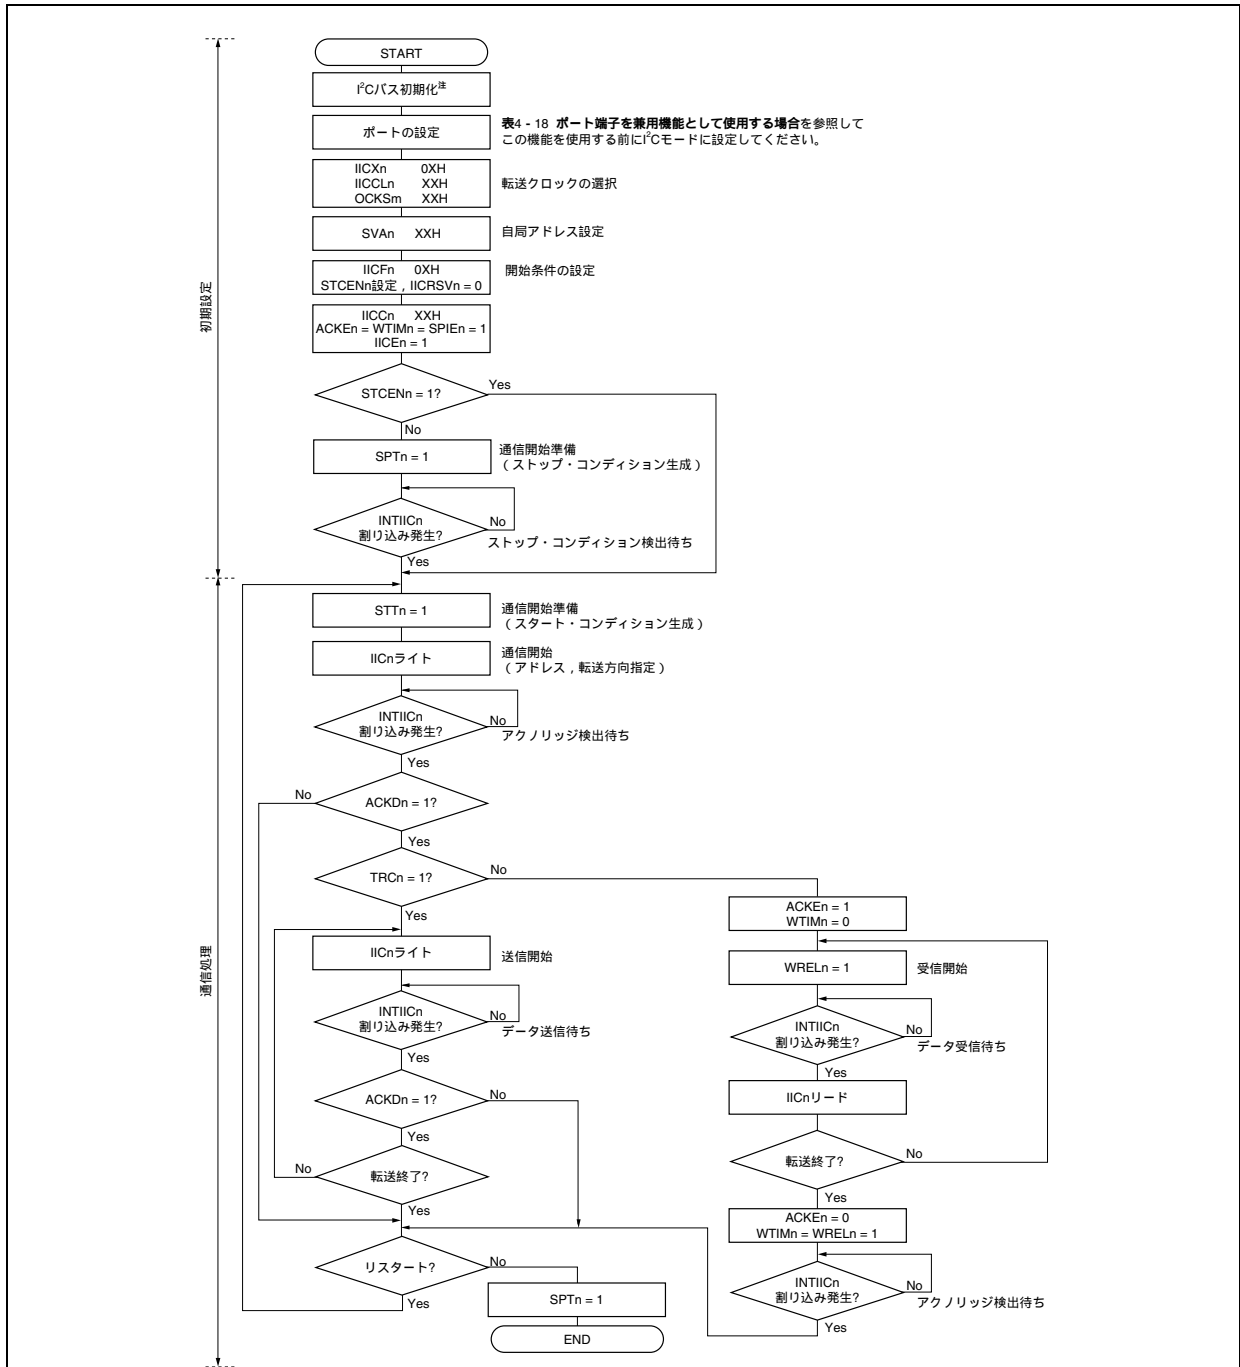 START
I²Cバス初期化注
ポートの設定
表4 - 18 ポート端子を兼用機能として使用する場合を参照して
この機能を使用する前にI²Cモードに設定してください。
IICXn 0XH
IICCLn XXH
OCKSm XXH
転送クロックの選択
SVAn XXH
自局アドレス設定
IICFn 0XH
STCENn設定 , IICRSVn = 0
開始条件の設定
初期設定
IICCn XXH
ACKEn = WTIMn = SPIEn = 1
IICEn = 1
STCENn = 1?
Yes
No
SPTn = 1
通信開始準備
( ストップ・コンディション生成 )
INTIICn
割り込み発生?
No
ストップ・コンディション検出待ち
Yes
STTn = 1
通信開始準備
( スタート・コンディション生成 )
IICnライト
通信開始
( アドレス , 転送方向指定 )
INTIICn
割り込み発生?
No
アクノリッジ検出待ち
Yes
No
ACKDn = 1?
Yes
TRCn = 1?
No
Yes
通信処理
IICnライト
送信開始
INTIICn
割り込み発生?
No
データ送信待ち
Yes
ACKDn = 1?
No
Yes
No
転送終了?
Yes
ACKEn = 1
WTIMn = 0
WRELn = 1
受信開始
INTIICn
割り込み発生?
No
データ受信待ち
Yes
IICnリード
転送終了?
No
Yes
ACKEn = 0
WTIMn = WRELn = 1
INTIICn
割り込み発生?
No
アクノリッジ検出待ち
Yes
リスタート?
No
Yes
SPTn = 1
END